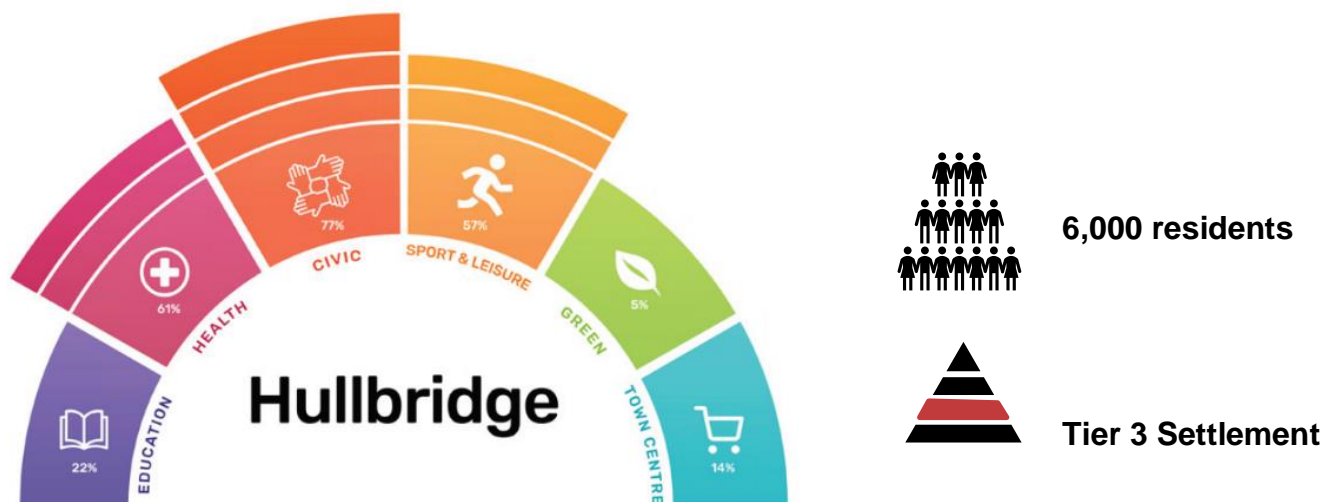 22%
EDUCATION
61%
HEALTH
77%
CIVIC
57%
SPORT & LEISURE
5%
GREEN
14%
TOWN CENTRE
Hullbridge
6,000 residents
Tier 3 Settlement